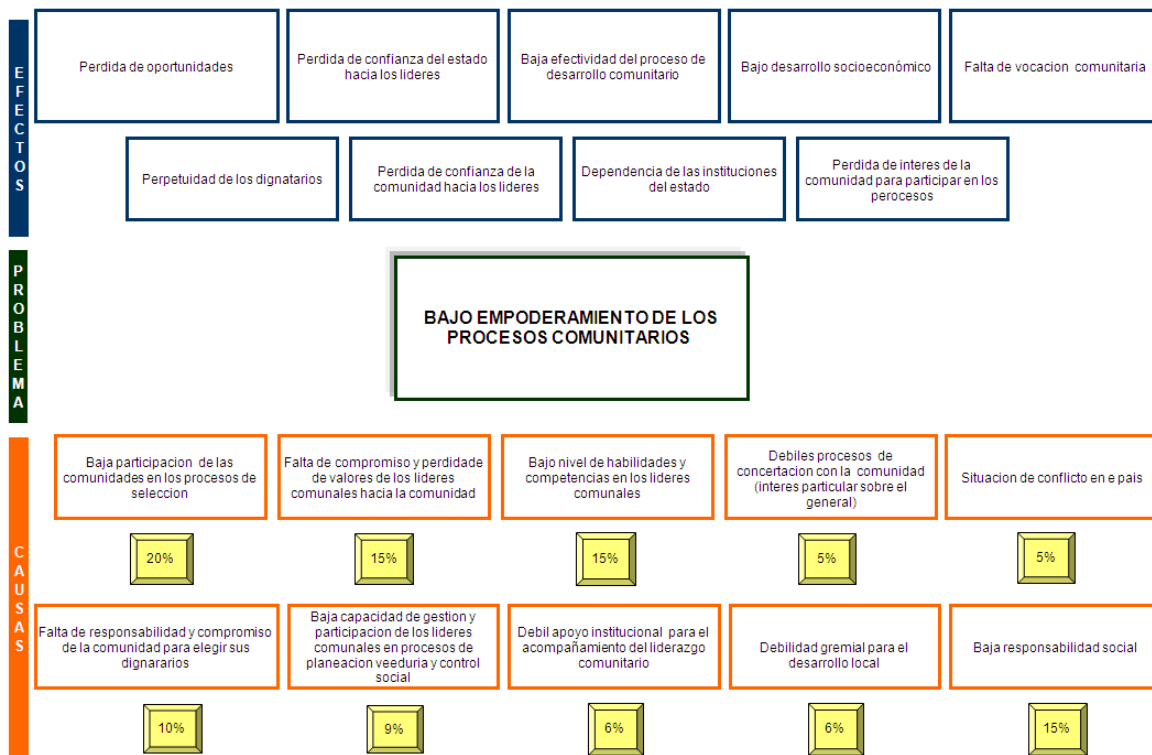 EFECTOS
Perdida de oportunidades
Perdida de confianza del estado
hacia los lideres
Baja efectividad del proceso de
desarrollo comunitario
Bajo desarrollo socioeconómico
Falta de vocacion comunitaria
Perpetuidad de los dignatarios
Perdida de confianza de la
comunidad hacia los lideres
Dependencia de las instituciones
del estado
Perdida de interes de la
comunidad para participar en los
perocesos
PROBLEMA
BAJO EMPODERAMIENTO DE LOS
PROCESOS COMUNITARIOS
CAUSAS
Baja participacion de las
comunidades en los procesos de
seleccion
Falta de compromiso y perdidade
de valores de los lideres
comunales hacia la comunidad
Bajo nivel de habilidades y
competencias en los lideres
comunales
Debiles procesos de
concertacion con la comunidad
(interes particular sobre el
general)
Situacion de conflicto en e pais
20%
15%
15%
5%
5%
Falta de responsabilidad y compromiso
de la comunidad para elegir sus
dignararios
Baja capacidad de gestion y
participacion de los lideres
comunales en procesos de
planeacion veeduria y control
social
Debil apoyo institucional para el
acompañamiento del liderazgo
comunitario
Debilidad gremial para el
desarrollo local
Baja responsabilidad social
10%
9%
6%
6%
15%